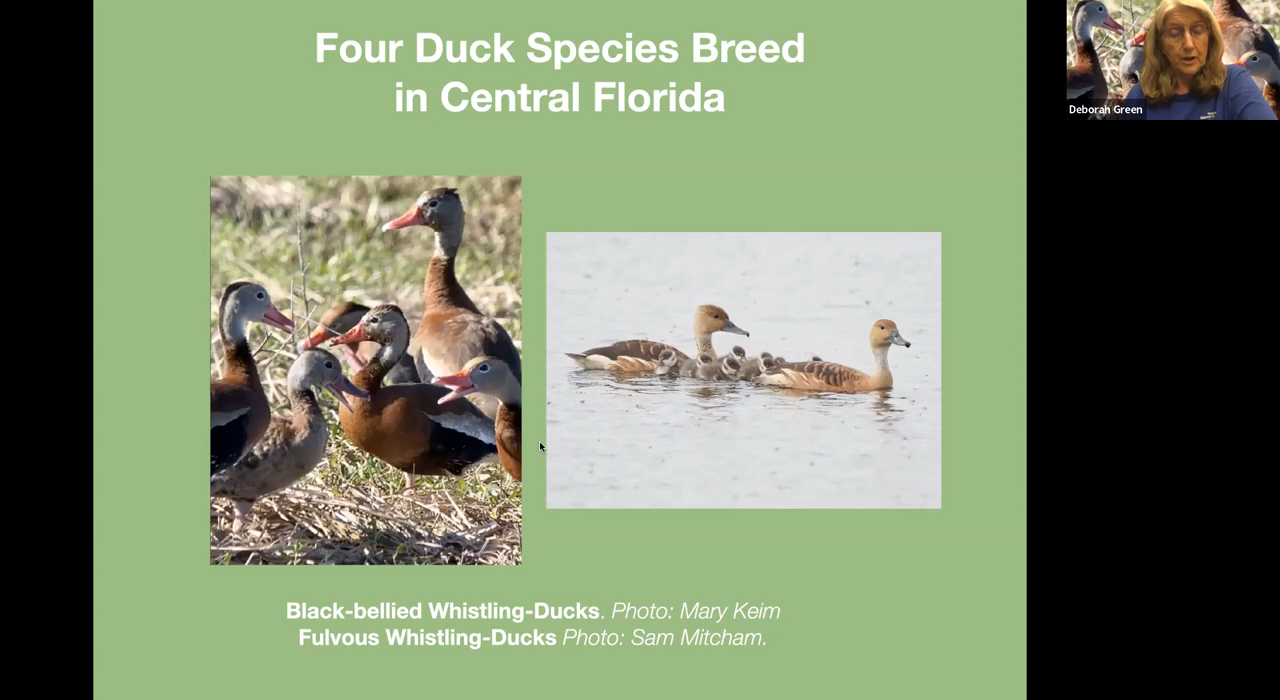 Four Duck Species Breed
in Central Florida
Deborah Green
Black-bellied Whistling-Ducks. Photo: Mary Keim
Fulvous Whistling-Ducks Photo: Sam Mitcham.